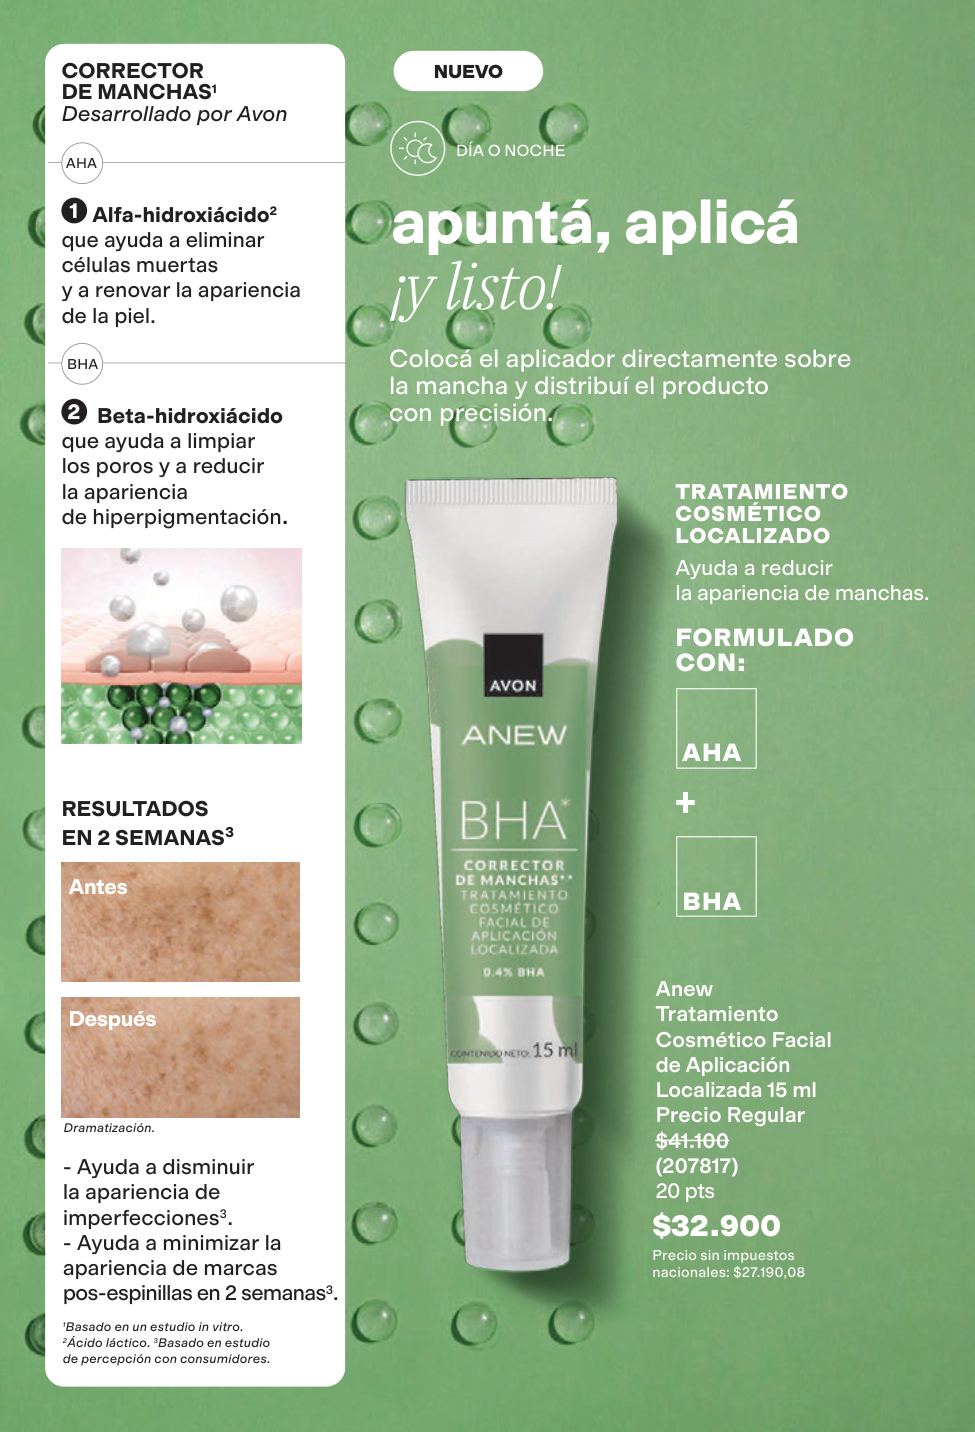 CORRECTOR
DE MANCHAS¹
Desarrollado por Avon
AHA
1 Alfa-hidroxiácido²
que ayuda a eliminar
células muertas
y a renovar la apariencia
de la piel.
BHA
2 Beta-hidroxiácido
que ayuda a limpiar
los poros y a reducir
la apariencia
de hiperpigmentación.
RESULTADOS
EN 2 SEMANAS³
Antes
Después
Dramatización.
- Ayuda a disminuir
la apariencia de
imperfecciones³.
- Ayuda a minimizar la
apariencia de marcas
pos-espinillas en 2 semanas³.
¹Basado en un estudio in vitro.
²Ácido láctico. ³Basado en estudio
de percepción con consumidores.
NUEVO
DÍA O NOCHE
apuntá, aplicá
¡y listo!
Colocá el aplicador directamente sobre
la mancha y distribuí el producto
con precisión.
AVON
ANEW
BHA*
CORRECTOR
DE MANCHAS**
TRATAMIENTO
COSMÉTICO
FACIAL DE
APLICACIÓN
LOCALIZADA
0.4% BHA
CONTENIDO NETO: 15 ml
TRATAMIENTO
COSMÉTICO
LOCALIZADO
Ayuda a reducir
la apariencia de manchas.
FORMULADO
CON:
AHA
+
BHA
Anew
Tratamiento
Cosmético Facial
de Aplicación
Localizada 15 ml
Precio Regular
$41.100
(207817)
20 pts
$32.900
Precio sin impuestos
nacionales: $27.190,08